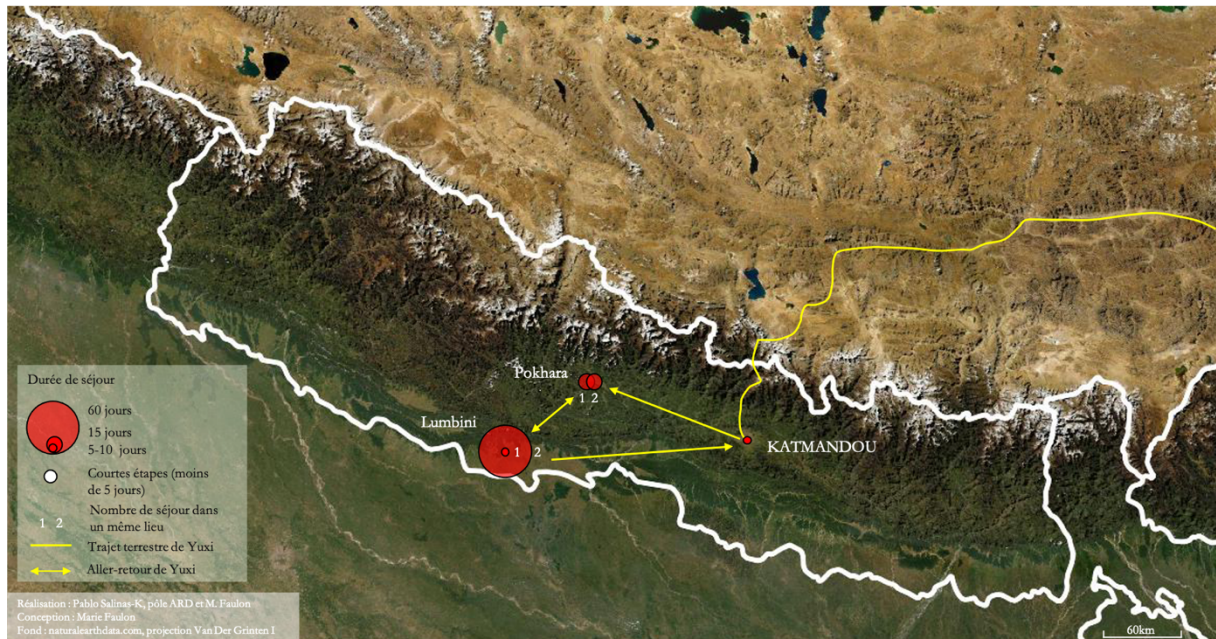 Pokhara
1 2
Lumbini
1 2
KATMANDOU
Durée de séjour
60 jours
15 jours
5-10 jours
Courtes étapes (moins
de 5 jours)
1 2
Nombre de séjour dans
un même lieu
Trajet terrestre de Yuxi
Aller-retour de Yuxi
Réalisation : Pablo Salinas-K, pôle ARD et M. Faulon
Conception : Marie Faulon
Fond : naturalearthdata.com, projection Van Der Grinten I
60km